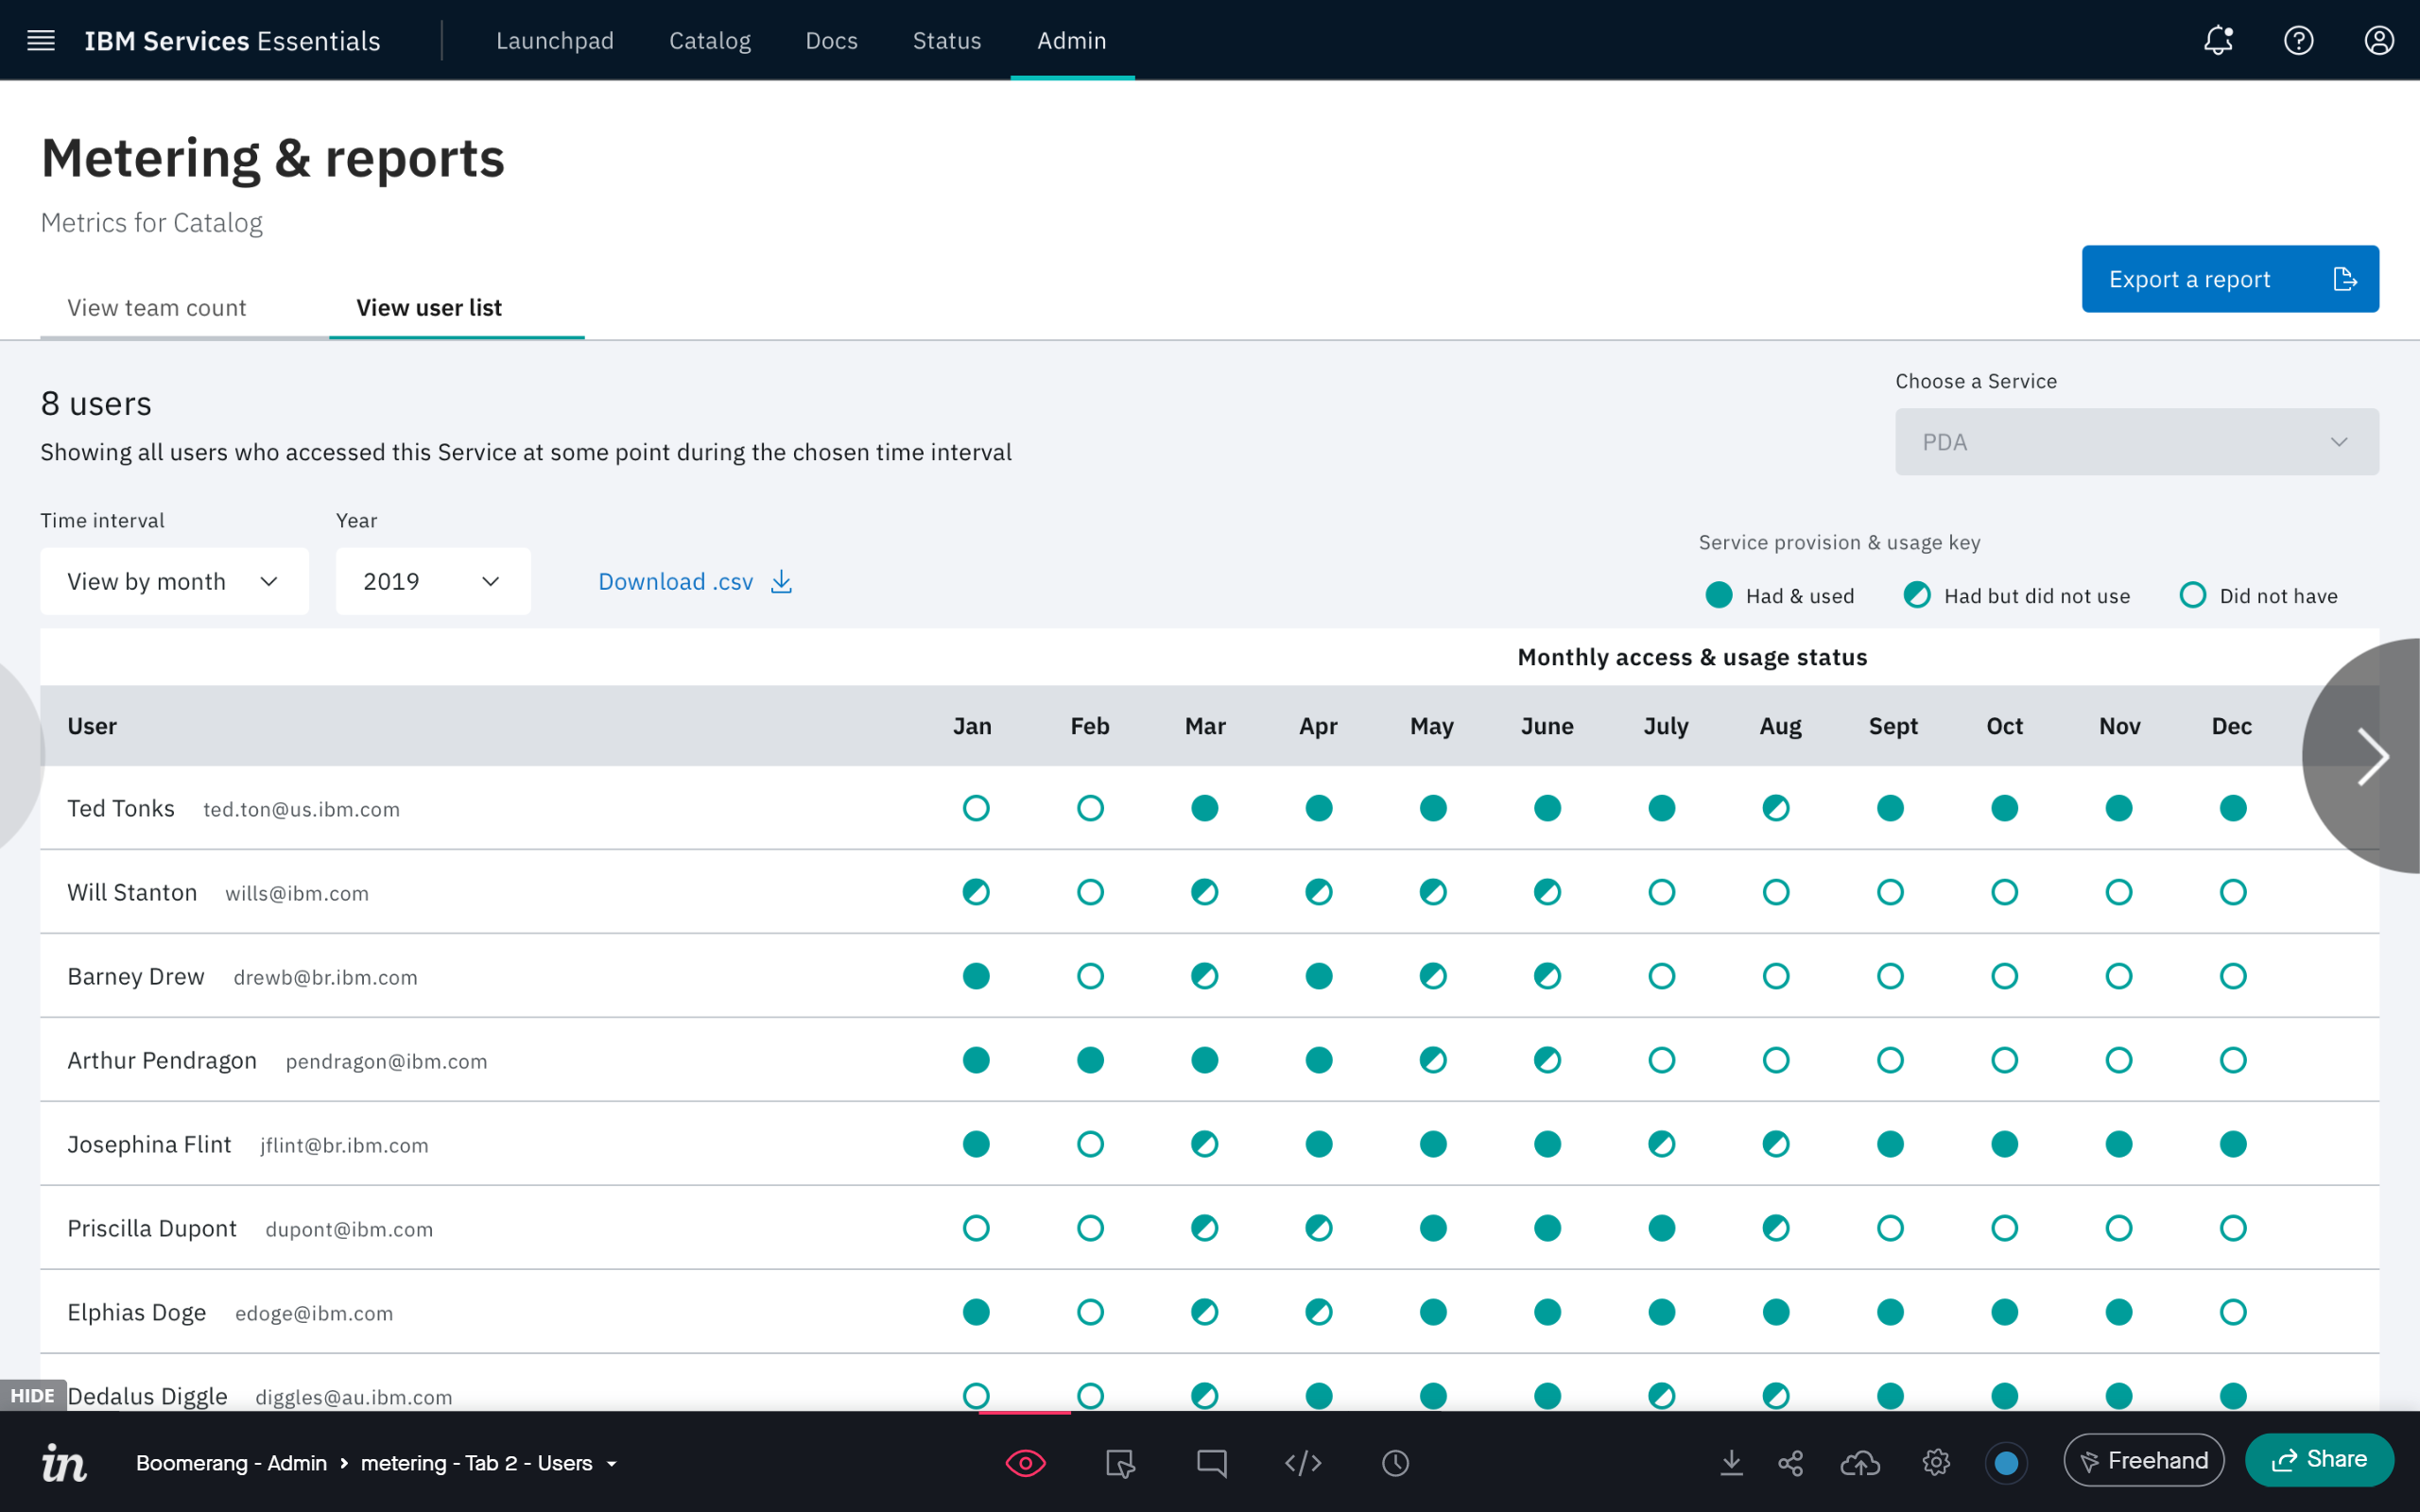 IBM Services Essentials Launchpad Catalog Docs Status Admin
Metering & reports
Metrics for Catalog
Export a report
View team count View user list
Choose a Service
8 users
PDA
Showing all users who accessed this Service at some point during the chosen time interval
Time interval Year
Service provision & usage key
View by month 2019 Download .csv
Had & used Had but did not use Did not have
Monthly access & usage status
User Jan Feb Mar Apr May June July Aug Sept Oct Nov Dec
Ted Tonks ted.ton@us.ibm.com
Will Stanton wills@ibm.com
Barney Drew drewb@br.ibm.com
Arthur Pendragon pendragon@ibm.com
Josephina Flint jflint@br.ibm.com
Priscilla Dupont dupont@ibm.com
Elphias Doge edoge@ibm.com
HIDE Dedalus Diggle diggles@au.ibm.com
in Boomerang - Admin > metering - Tab 2 - Users Freehand Share